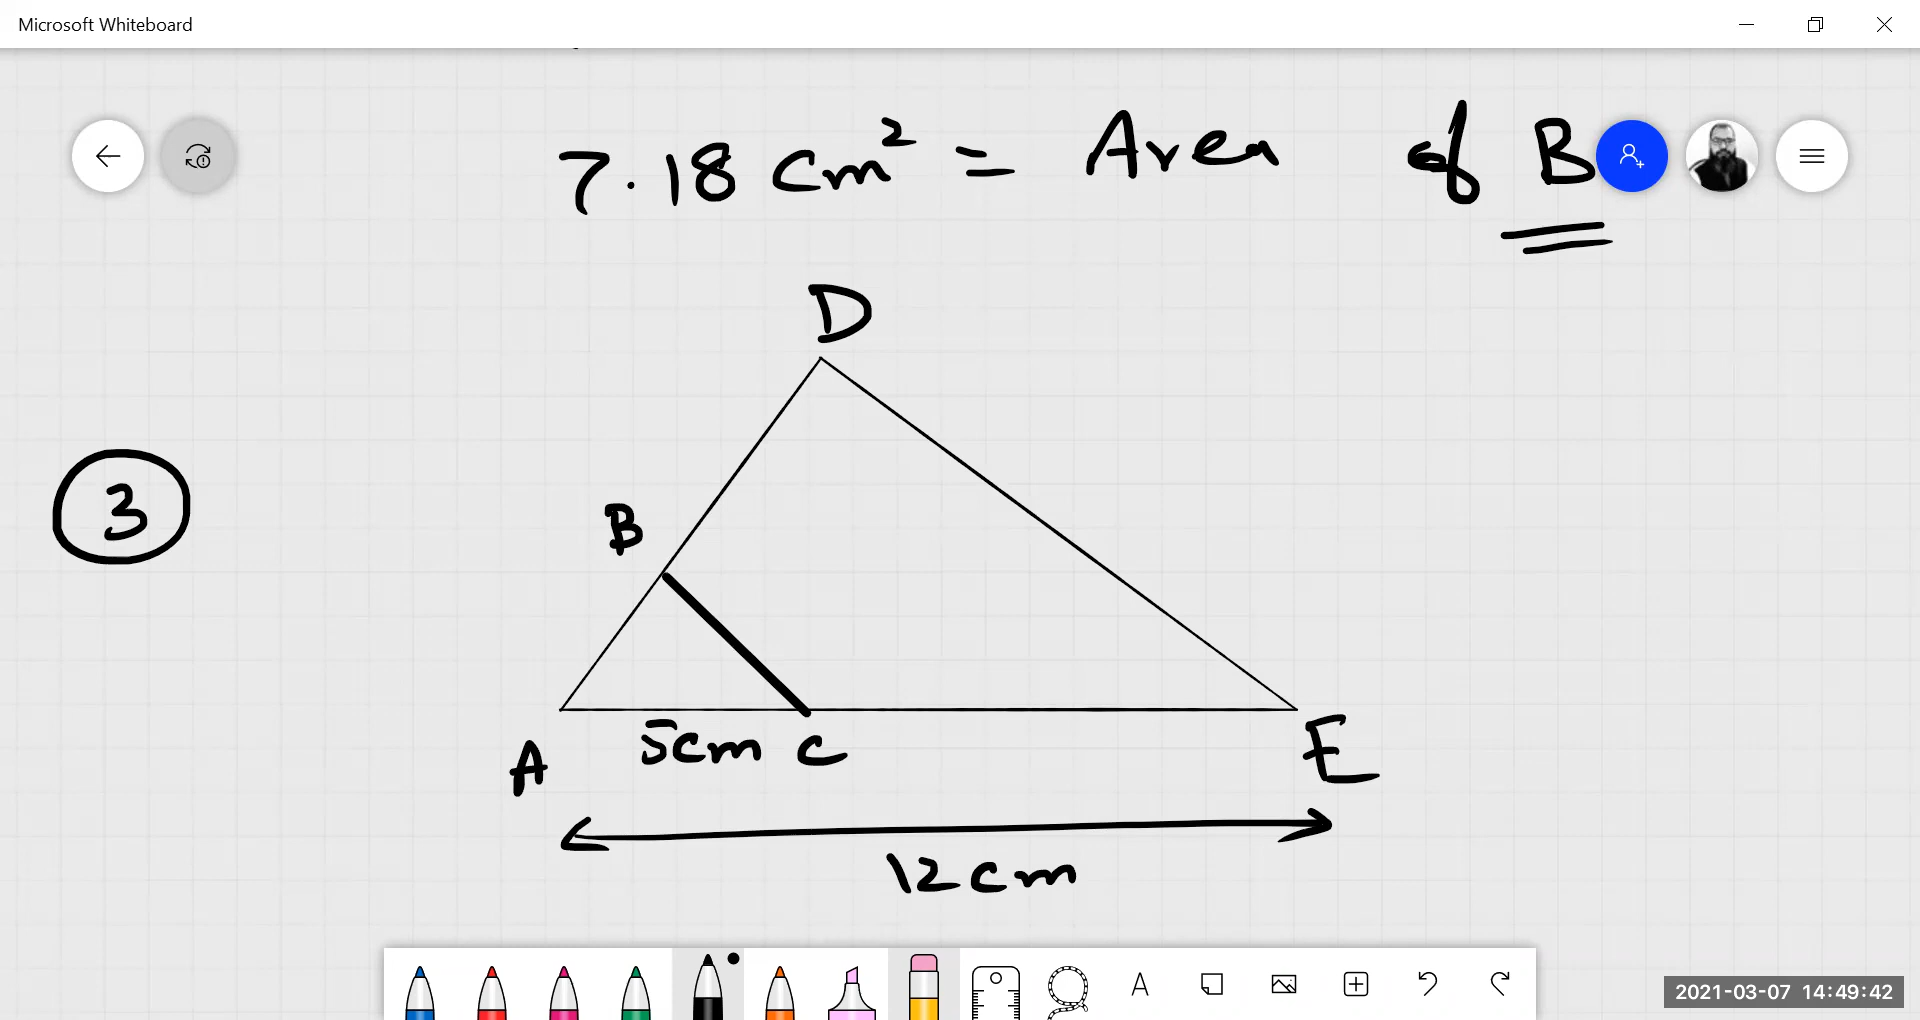 Microsoft Whiteboard
7.18 cm² = Area of B
D
3
B
A 5cm C E
12cm
A
2021-03-07 14:49:42